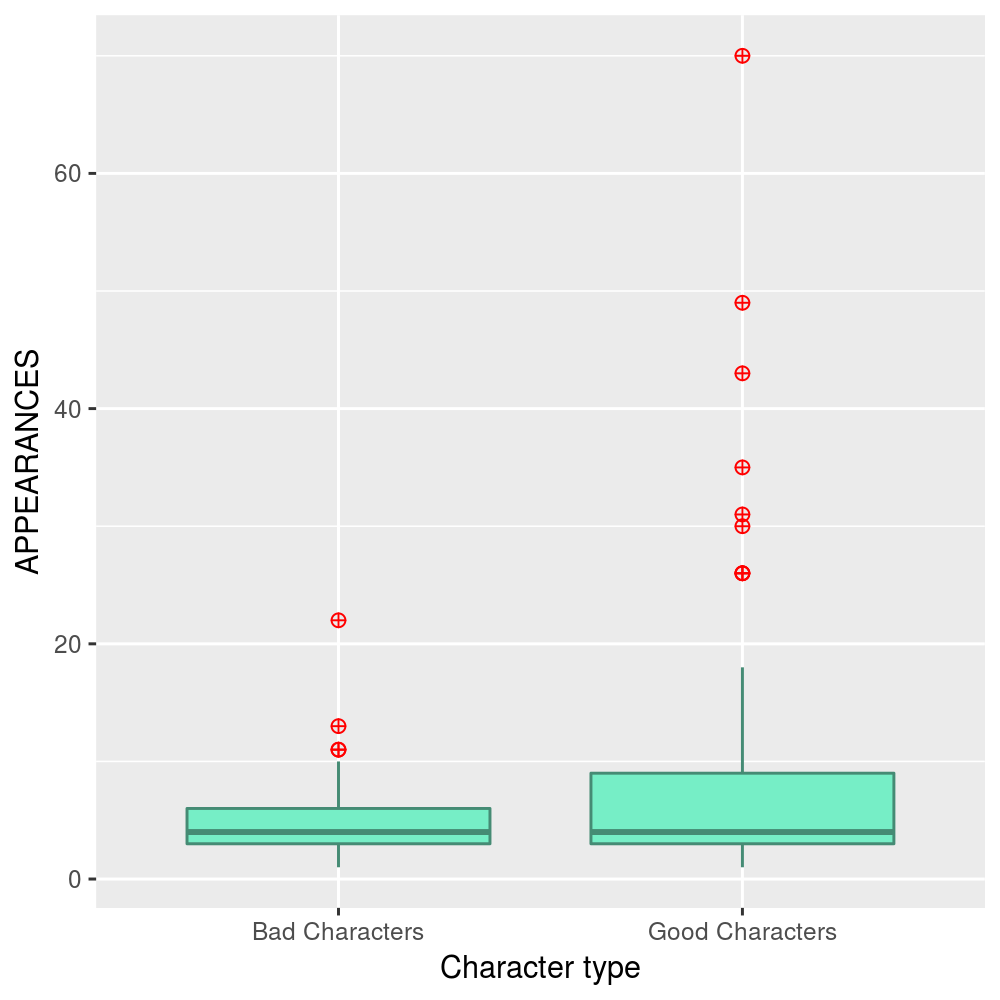 APPEARANCES
60
40
20
0
Bad Characters
Good Characters
Character type